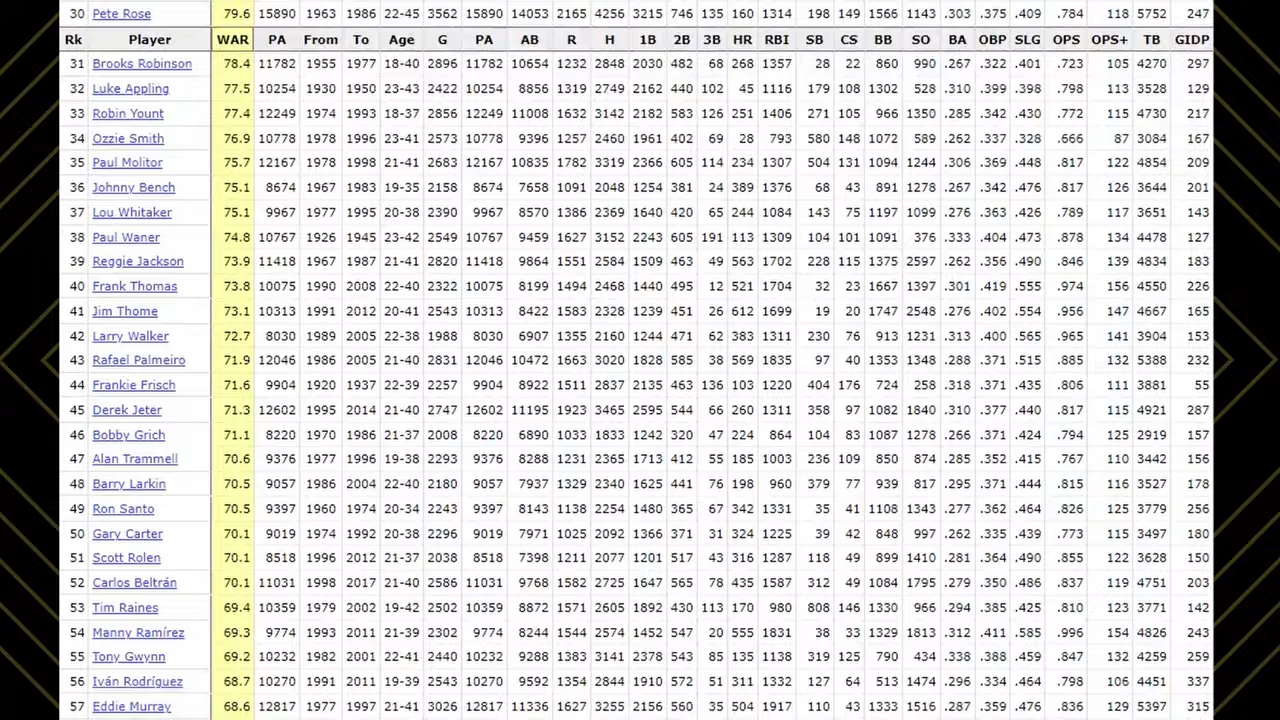 30 Pete Rose 79.6 15890 1963 1986 22-45 3562 15890 14053 2165 4256 3215 746 135 160 1314 198 149 1566 1143 .303 .375 .409 .784 118 5752 247
Rk Player WAR PA From To Age G PA AB R H 1B 2B 3B HR RBI SB CS BB SO BA OBP SLG OPS OPS+ TB GIDP
31 Brooks Robinson 78.4 11782 1955 1977 18-40 2896 11782 10654 1232 2848 2030 482 68 268 1357 28 22 860 990 .267 .322 .401 .723 105 4270 297
32 Luke Appling 77.5 10254 1930 1950 23-43 2422 10254 8856 1319 2749 2162 440 102 45 1116 179 108 1302 528 .310 .399 .398 .798 113 3528 129
33 Robin Yount 77.4 12249 1974 1993 18-37 2856 12249 11008 1632 3142 2182 583 126 251 1406 271 105 966 1350 .285 .342 .430 .772 115 4730 217
34 Ozzie Smith 76.9 10778 1978 1996 23-41 2573 10778 9396 1257 2460 1961 402 69 28 793 580 148 1072 589 .262 .337 .328 .666 87 3084 167
35 Paul Molitor 75.7 12167 1978 1998 21-41 2683 12167 10835 1782 3319 2366 605 114 234 1307 504 131 1094 1244 .306 .369 .448 .817 122 4854 209
36 Johnny Bench 75.1 8674 1967 1983 19-35 2158 8674 7658 1091 2048 1254 381 24 389 1376 68 43 891 1278 .267 .342 .476 .817 126 3644 201
37 Lou Whitaker 75.1 9967 1977 1995 20-38 2390 9967 8570 1386 2369 1640 420 65 244 1084 143 75 1197 1099 .276 .363 .426 .789 117 3651 143
38 Paul Waner 74.8 10767 1926 1945 23-42 2549 10767 9459 1627 3152 2243 605 191 113 1309 104 101 1091 376 .333 .404 .473 .878 134 4478 127
39 Reggie Jackson 73.9 11418 1967 1987 21-41 2820 11418 9864 1551 2584 1509 463 49 563 1702 228 115 1375 2597 .262 .356 .490 .846 139 4834 183
40 Frank Thomas 73.8 10075 1990 2008 22-40 2322 10075 8199 1494 2468 1440 495 12 521 1704 32 23 1667 1397 .301 .419 .555 .974 156 4550 226
41 Jim Thome 73.1 10313 1991 2012 20-41 2543 10313 8422 1583 2328 1239 451 26 612 1699 19 20 1747 2548 .276 .402 .554 .956 147 4667 165
42 Larry Walker 72.7 8030 1989 2005 22-38 1988 8030 6907 1355 2160 1244 471 62 383 1311 230 76 913 1231 .313 .400 .565 .965 141 3904 153
43 Rafael Palmeiro 71.9 12046 1986 2005 21-40 2831 12046 10472 1663 3020 1828 585 38 569 1835 97 40 1353 1348 .288 .371 .515 .885 132 5388 232
44 Frankie Frisch 71.6 9904 1920 1937 22-39 2257 9904 8922 1511 2837 2135 463 136 103 1220 404 176 724 258 .318 .371 .435 .806 111 3881 55
45 Derek Jeter 71.3 12602 1995 2014 21-40 2747 12602 11195 1923 3465 2595 544 66 260 1311 358 97 1082 1840 .310 .377 .440 .817 115 4921 287
46 Bobby Grich 71.1 8220 1970 1986 21-37 2008 8220 6890 1033 1833 1242 320 47 224 864 104 83 1087 1278 .266 .371 .424 .794 125 2919 157
47 Alan Trammell 70.6 9376 1977 1996 19-38 2293 9376 8288 1231 2365 1713 412 55 185 1003 236 109 850 874 .285 .352 .415 .767 110 3442 156
48 Barry Larkin 70.5 9057 1986 2004 22-40 2180 9057 7937 1329 2340 1645 441 76 198 960 379 77 939 817 .295 .371 .444 .815 116 3527 178
49 Ron Santo 70.5 9397 1960 1974 20-34 2243 9397 8143 1138 2254 1480 365 67 342 1331 35 41 1108 1343 .277 .362 .464 .826 125 3779 256
50 Gary Carter 70.1 9019 1974 1992 20-38 2296 9019 7971 1025 2092 1366 371 31 324 1225 39 42 848 997 .262 .335 .439 .773 115 3497 180
51 Scott Rolen 70.1 8518 1996 2012 21-37 2038 8518 7398 1211 2077 1201 517 43 316 1287 118 49 899 1410 .281 .364 .490 .855 122 3628 150
52 Carlos Beltrán 70.1 11031 1998 2017 21-40 2586 11031 9768 1582 2725 1647 565 78 435 1587 312 49 1084 1795 .279 .350 .486 .837 119 4751 203
53 Tim Raines 69.4 10359 1979 2002 19-42 2502 10359 8872 1571 2605 1892 430 113 170 980 808 146 1330 966 .294 .385 .425 .810 123 3771 142
54 Manny Ramírez 69.3 9774 1993 2011 21-39 2302 9774 8244 1544 2574 1452 547 20 555 1831 38 33 1329 1813 .312 .411 .585 .996 154 4826 243
55 Tony Gwynn 69.2 10232 1982 2001 22-41 2440 10232 9288 1383 3141 2378 543 85 135 1138 319 125 790 434 .338 .388 .459 .847 132 4259 259
56 Iván Rodríguez 68.7 10270 1991 2011 19-39 2543 10270 9592 1354 2844 1910 572 51 311 1332 127 64 513 1474 .296 .334 .464 .798 106 4451 337
57 Eddie Murray 68.6 12817 1977 1997 21-41 3026 12817 11336 1627 3255 2156 560 35 504 1917 110 43 1333 1516 .287 .359 .476 .836 129 5397 315